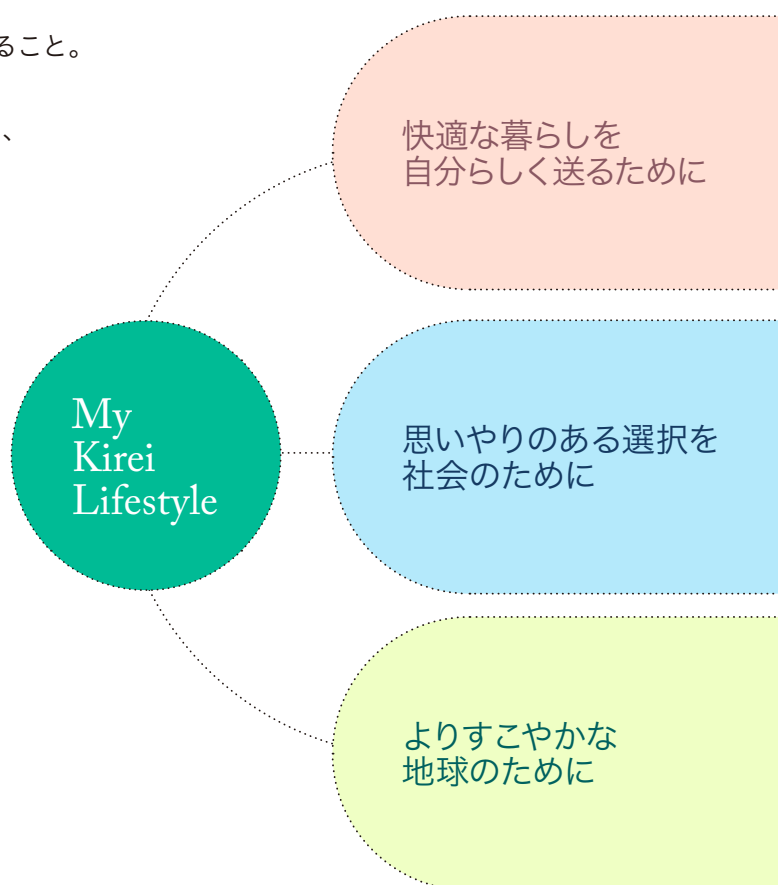 ること。
、
快適な暮らしを
自分らしく送るために
My
Kirei
Lifestyle
思いやりのある選択を
社会のために
よりすこやかな
地球のために